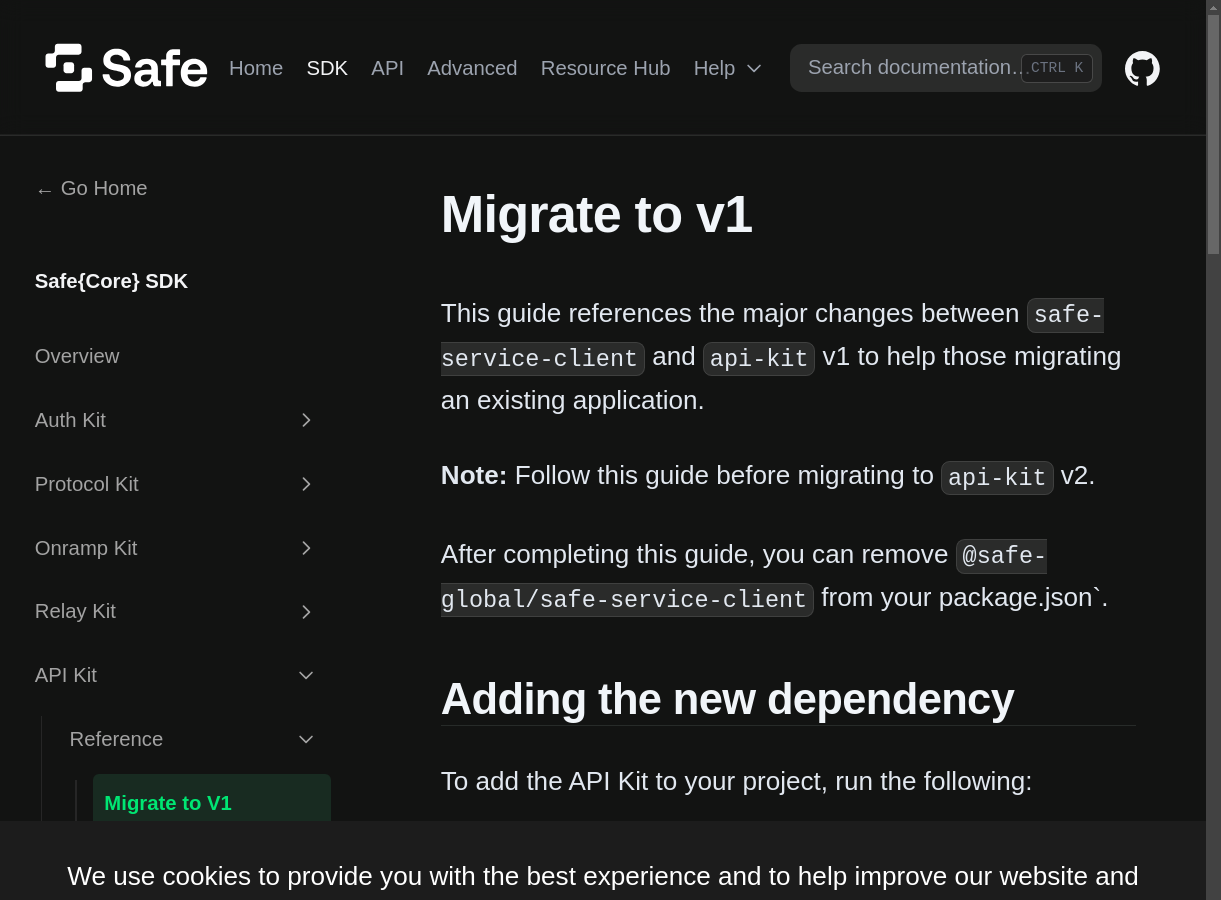 Safe
Home SDK API Advanced Resource Hub Help
Search documentation… CTRL K
← Go Home
Safe{Core} SDK
Overview
Auth Kit
Protocol Kit
Onramp Kit
Relay Kit
API Kit
Reference
Migrate to V1
Migrate to v1
This guide references the major changes between safe-
service-client and api-kit v1 to help those migrating
an existing application.
Note: Follow this guide before migrating to api-kit v2.
After completing this guide, you can remove @safe-
global/safe-service-client from your package.json`.
Adding the new dependency
To add the API Kit to your project, run the following:
We use cookies to provide you with the best experience and to help improve our website and